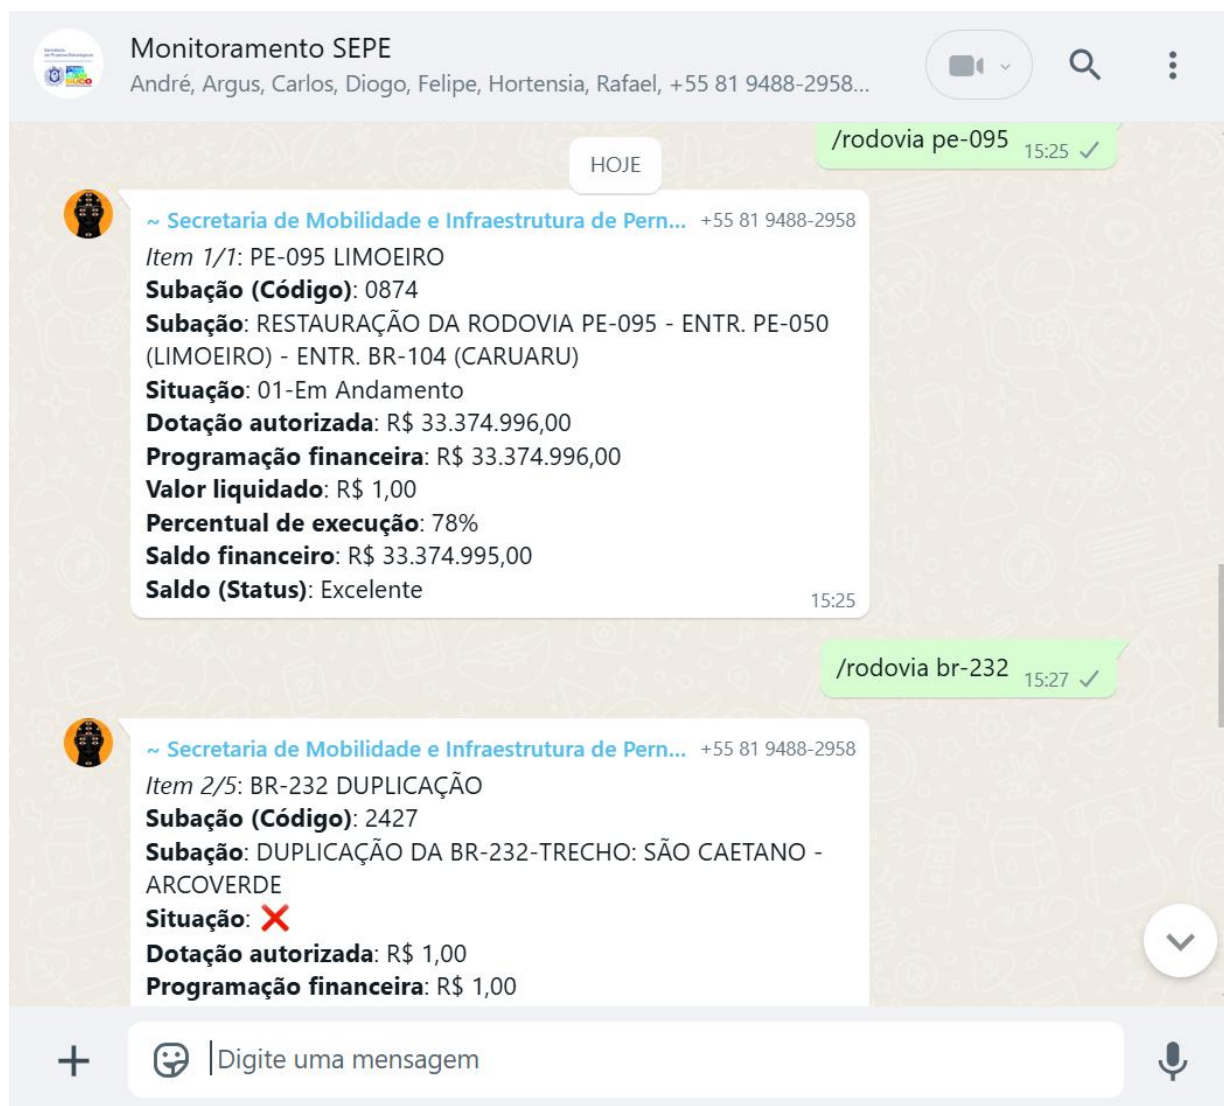 Monitoramento SEPE
André, Argus, Carlos, Diogo, Felipe, Hortensia, Rafael, +55 81 9488-2958...
/rodovia pe-095 15:25
HOJE
~ Secretaria de Mobilidade e Infraestrutura de Pern... +55 81 9488-2958
Item 1/1: PE-095 LIMOEIRO
Subação (Código): 0874
Subação: RESTAURAÇÃO DA RODOVIA PE-095 - ENTR. PE-050
(LIMOEIRO) - ENTR. BR-104 (CARUARU)
Situação: 01-Em Andamento
Dotação autorizada: R$ 33.374.996,00
Programação financeira: R$ 33.374.996,00
Valor liquidado: R$ 1,00
Percentual de execução: 78%
Saldo financeiro: R$ 33.374.995,00
Saldo (Status): Excelente
15:25
/rodovia br-232 15:27
~ Secretaria de Mobilidade e Infraestrutura de Pern... +55 81 9488-2958
Item 2/5: BR-232 DUPLICAÇÃO
Subação (Código): 2427
Subação: DUPLICAÇÃO DA BR-232-TRECHO: SÃO CAETANO -
ARCOVERDE
Situação: ❌
Dotação autorizada: R$ 1,00
Programação financeira: R$ 1,00
Digite uma mensagem